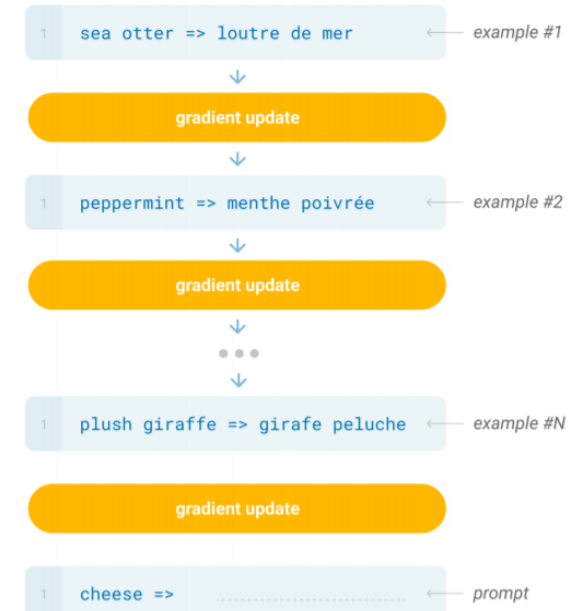 1 sea otter => loutre de mer example #1
gradient update
1 peppermint => menthe poivrée example #2
gradient update
1 plush giraffe => girafe peluche example #N
gradient update
1 cheese => prompt